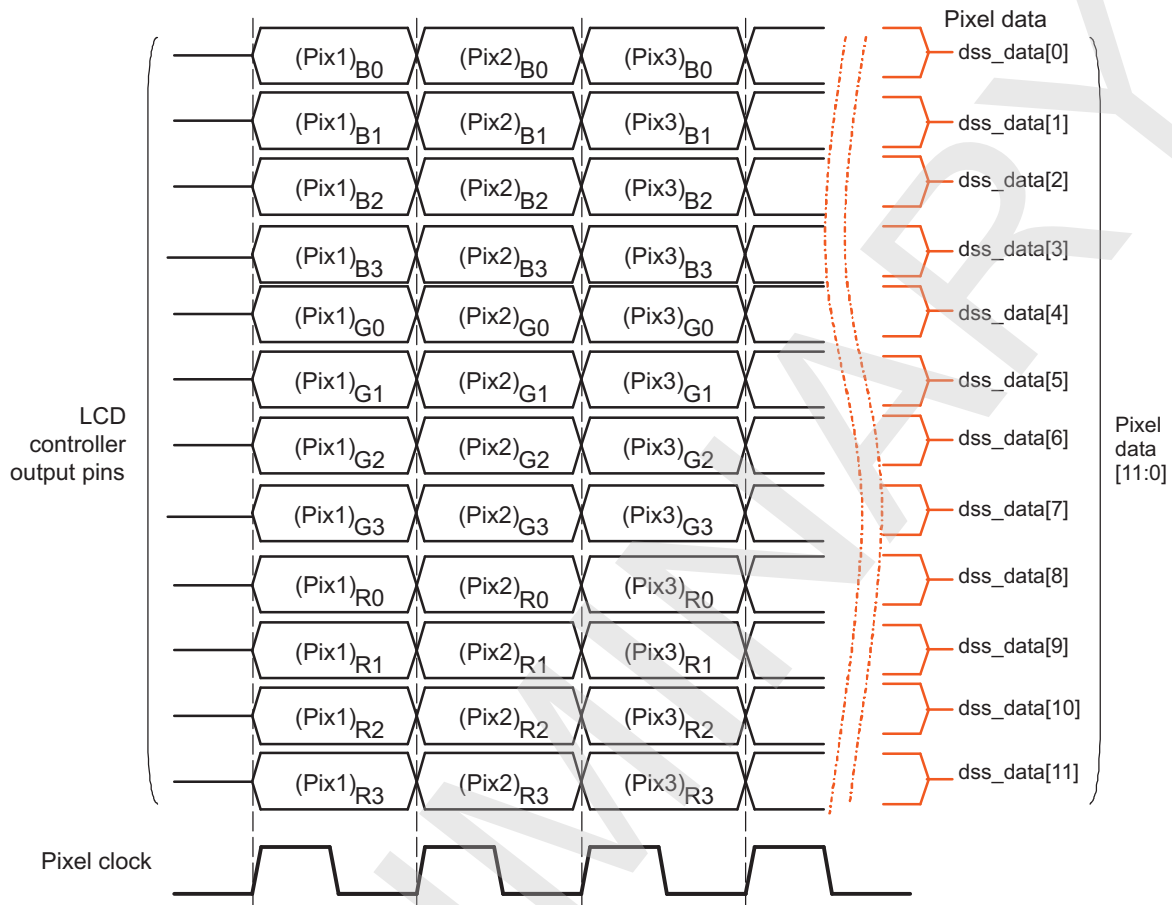 Pixel data
(Pix1)B0 (Pix2)B0 (Pix3)B0 dss_data[0]
(Pix1)B1 (Pix2)B1 (Pix3)B1 dss_data[1]
(Pix1)B2 (Pix2)B2 (Pix3)B2 dss_data[2]
(Pix1)B3 (Pix2)B3 (Pix3)B3 dss_data[3]
(Pix1)G0 (Pix2)G0 (Pix3)G0 dss_data[4]
(Pix1)G1 (Pix2)G1 (Pix3)G1 dss_data[5]
LCD
controller
output pins
(Pix1)G2 (Pix2)G2 (Pix3)G2 dss_data[6]
Pixel
data
[11:0]
(Pix1)G3 (Pix2)G3 (Pix3)G3 dss_data[7]
(Pix1)R0 (Pix2)R0 (Pix3)R0 dss_data[8]
(Pix1)R1 (Pix2)R1 (Pix3)R1 dss_data[9]
(Pix1)R2 (Pix2)R2 (Pix3)R2 dss_data[10]
(Pix1)R3 (Pix2)R3 (Pix3)R3 dss_data[11]
Pixel clock
IMINARY